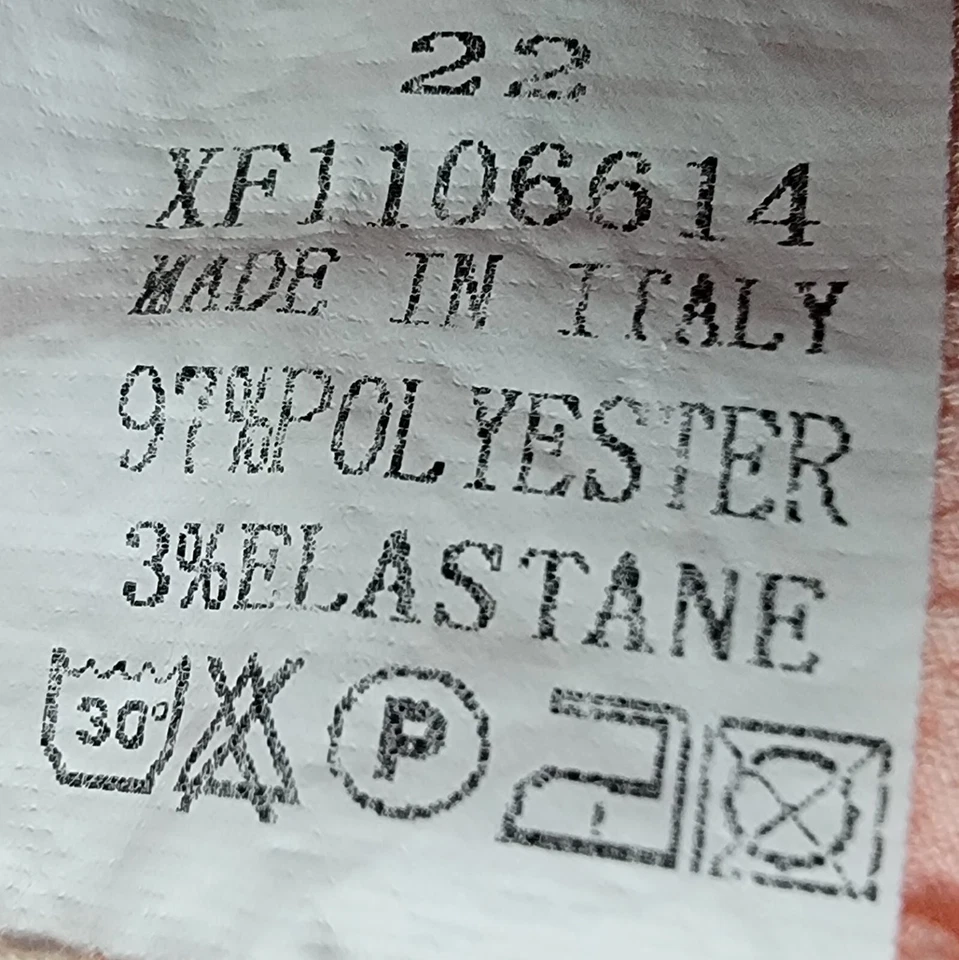 22
XF1106614
MADE IN ITALY
97%POLYESTER
3%ELASTANE
30° P